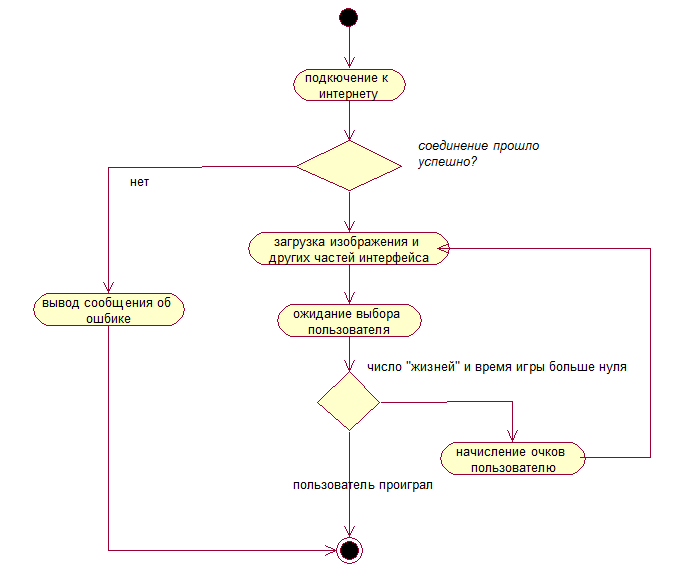 подкючение к
интернету
соединение прошло
успешно?
нет
загрузка изображения и
других частей интерфейса
вывод сообщения об
ошбике
ожидание выбора
пользователя
число "жизней" и время игры больше нуля
начисление очков
пользователю
пользователь проиграл